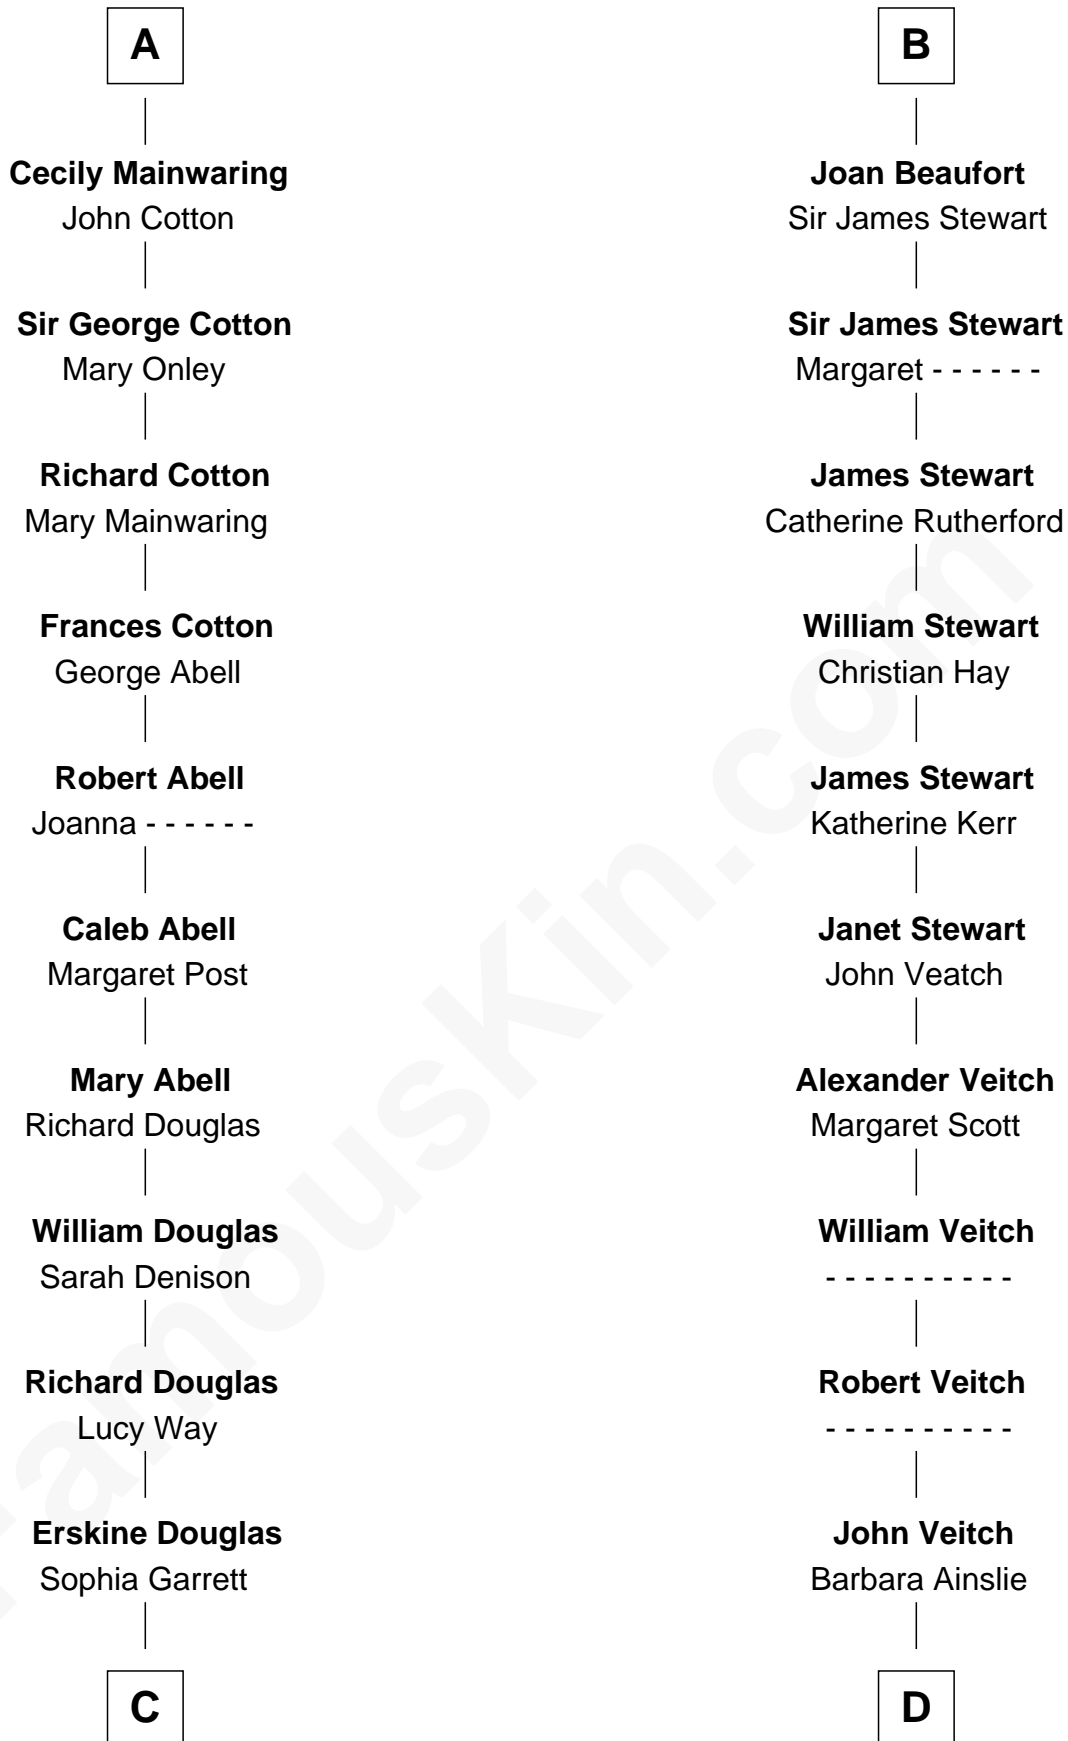 A
Cecily Mainwaring
John Cotton
Sir George Cotton
Mary Onley
Richard Cotton
Mary Mainwaring
Frances Cotton
George Abell
Robert Abell
Joanna - - - - - -
Caleb Abell
Margaret Post
Mary Abell
Richard Douglas
William Douglas
Sarah Denison
Richard Douglas
Lucy Way
Erskine Douglas
Sophia Garrett
C
B
Joan Beaufort
Sir James Stewart
Sir James Stewart
Margaret - - - - - -
James Stewart
Catherine Rutherford
William Stewart
Christian Hay
James Stewart
Katherine Kerr
Janet Stewart
John Veatch
Alexander Veitch
Margaret Scott
William Veitch
- - - - - - - - - -
Robert Veitch
- - - - - - - - - -
John Veitch
Barbara Ainslie
D
FamousKin.com